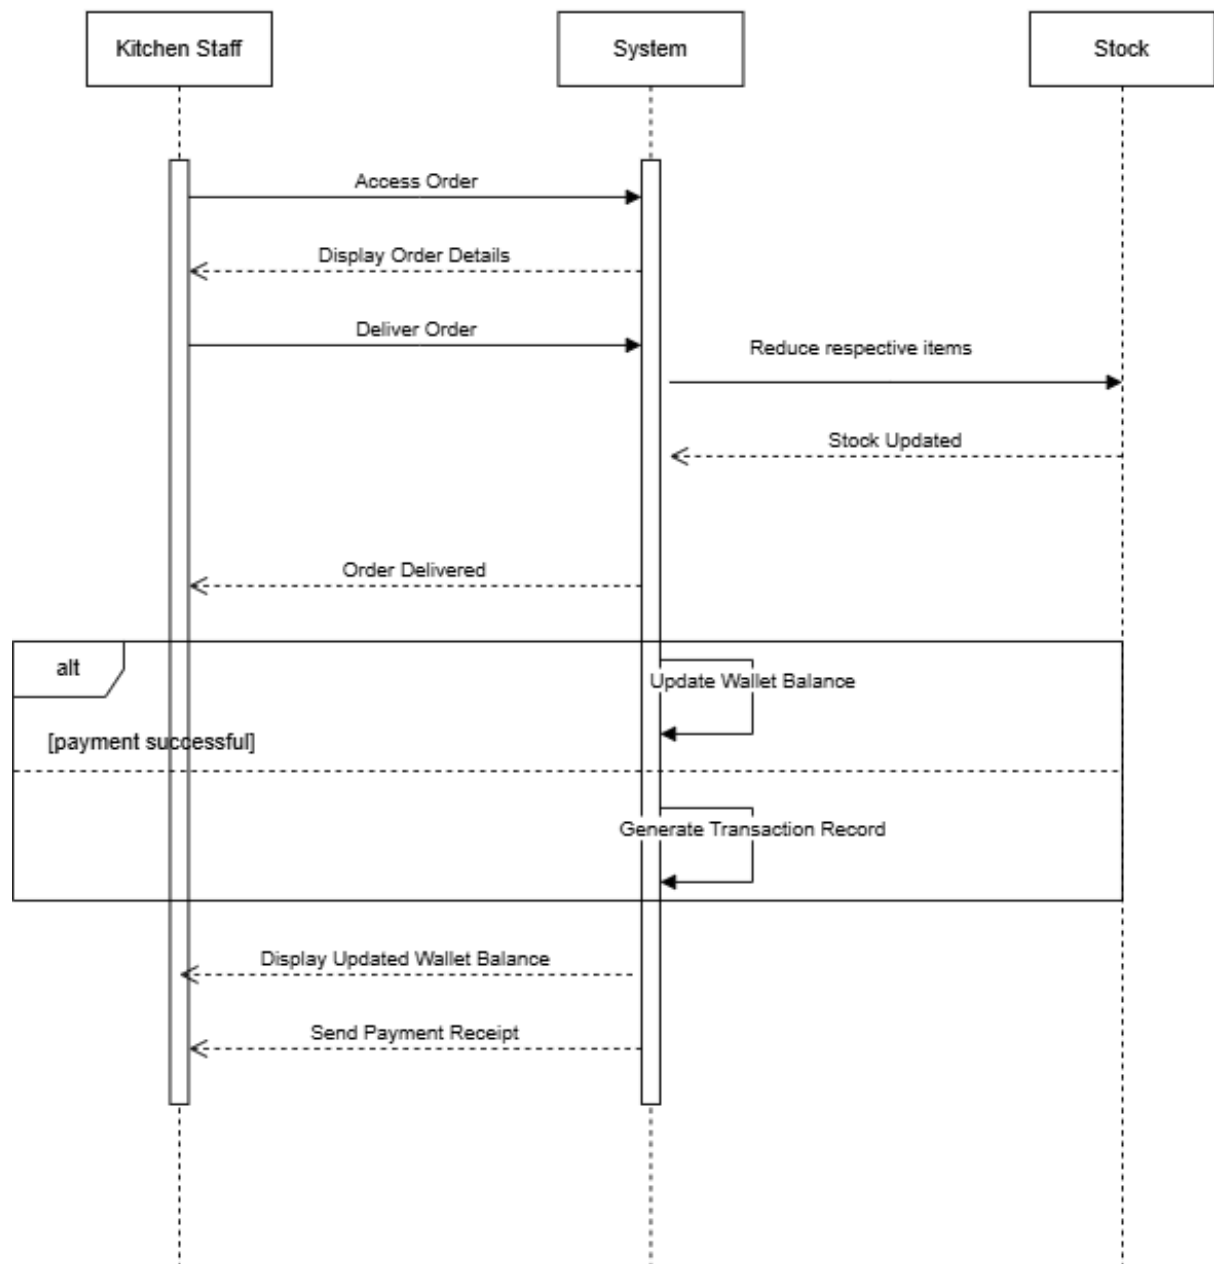 Kitchen Staff
System
Stock
Access Order
Display Order Details
Deliver Order
Reduce respective items
Stock Updated
Order Delivered
alt
Update Wallet Balance
[payment successful]
Generate Transaction Record
Display Updated Wallet Balance
Send Payment Receipt